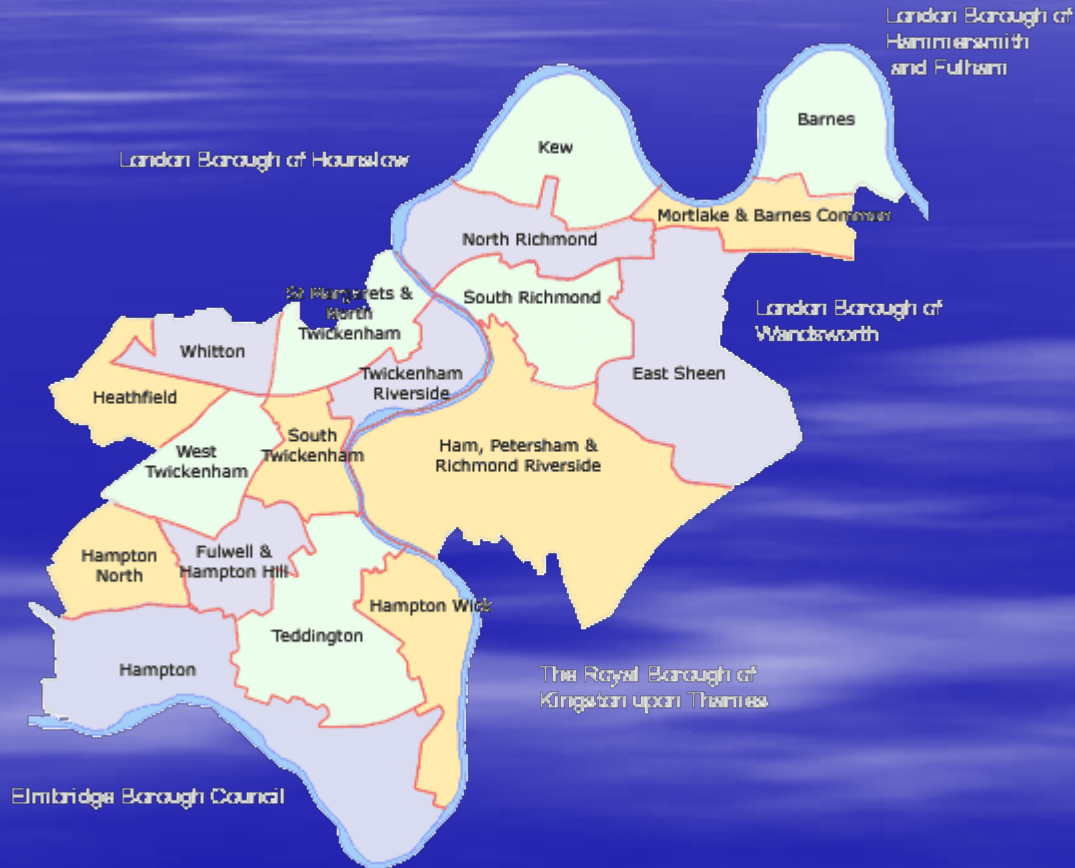 London Borough of
Hammersmith
and Fulham
Barnes
Kew
London Borough of Hounslow
Mortlake & Barnes Common
North Richmond
St Margarets &
North
Twickenham
South Richmond
London Borough of
Wandsworth
Whitton
Twickenham
Riverside
East Sheen
Heathfield
South
Twickenham
Ham, Petersham &
Richmond Riverside
West
Twickenham
Hampton
North
Fulwell &
Hampton Hill
Hampton Wick
Teddington
Hampton
The Royal Borough of
Kingston upon Thames
Elmbridge Borough Council